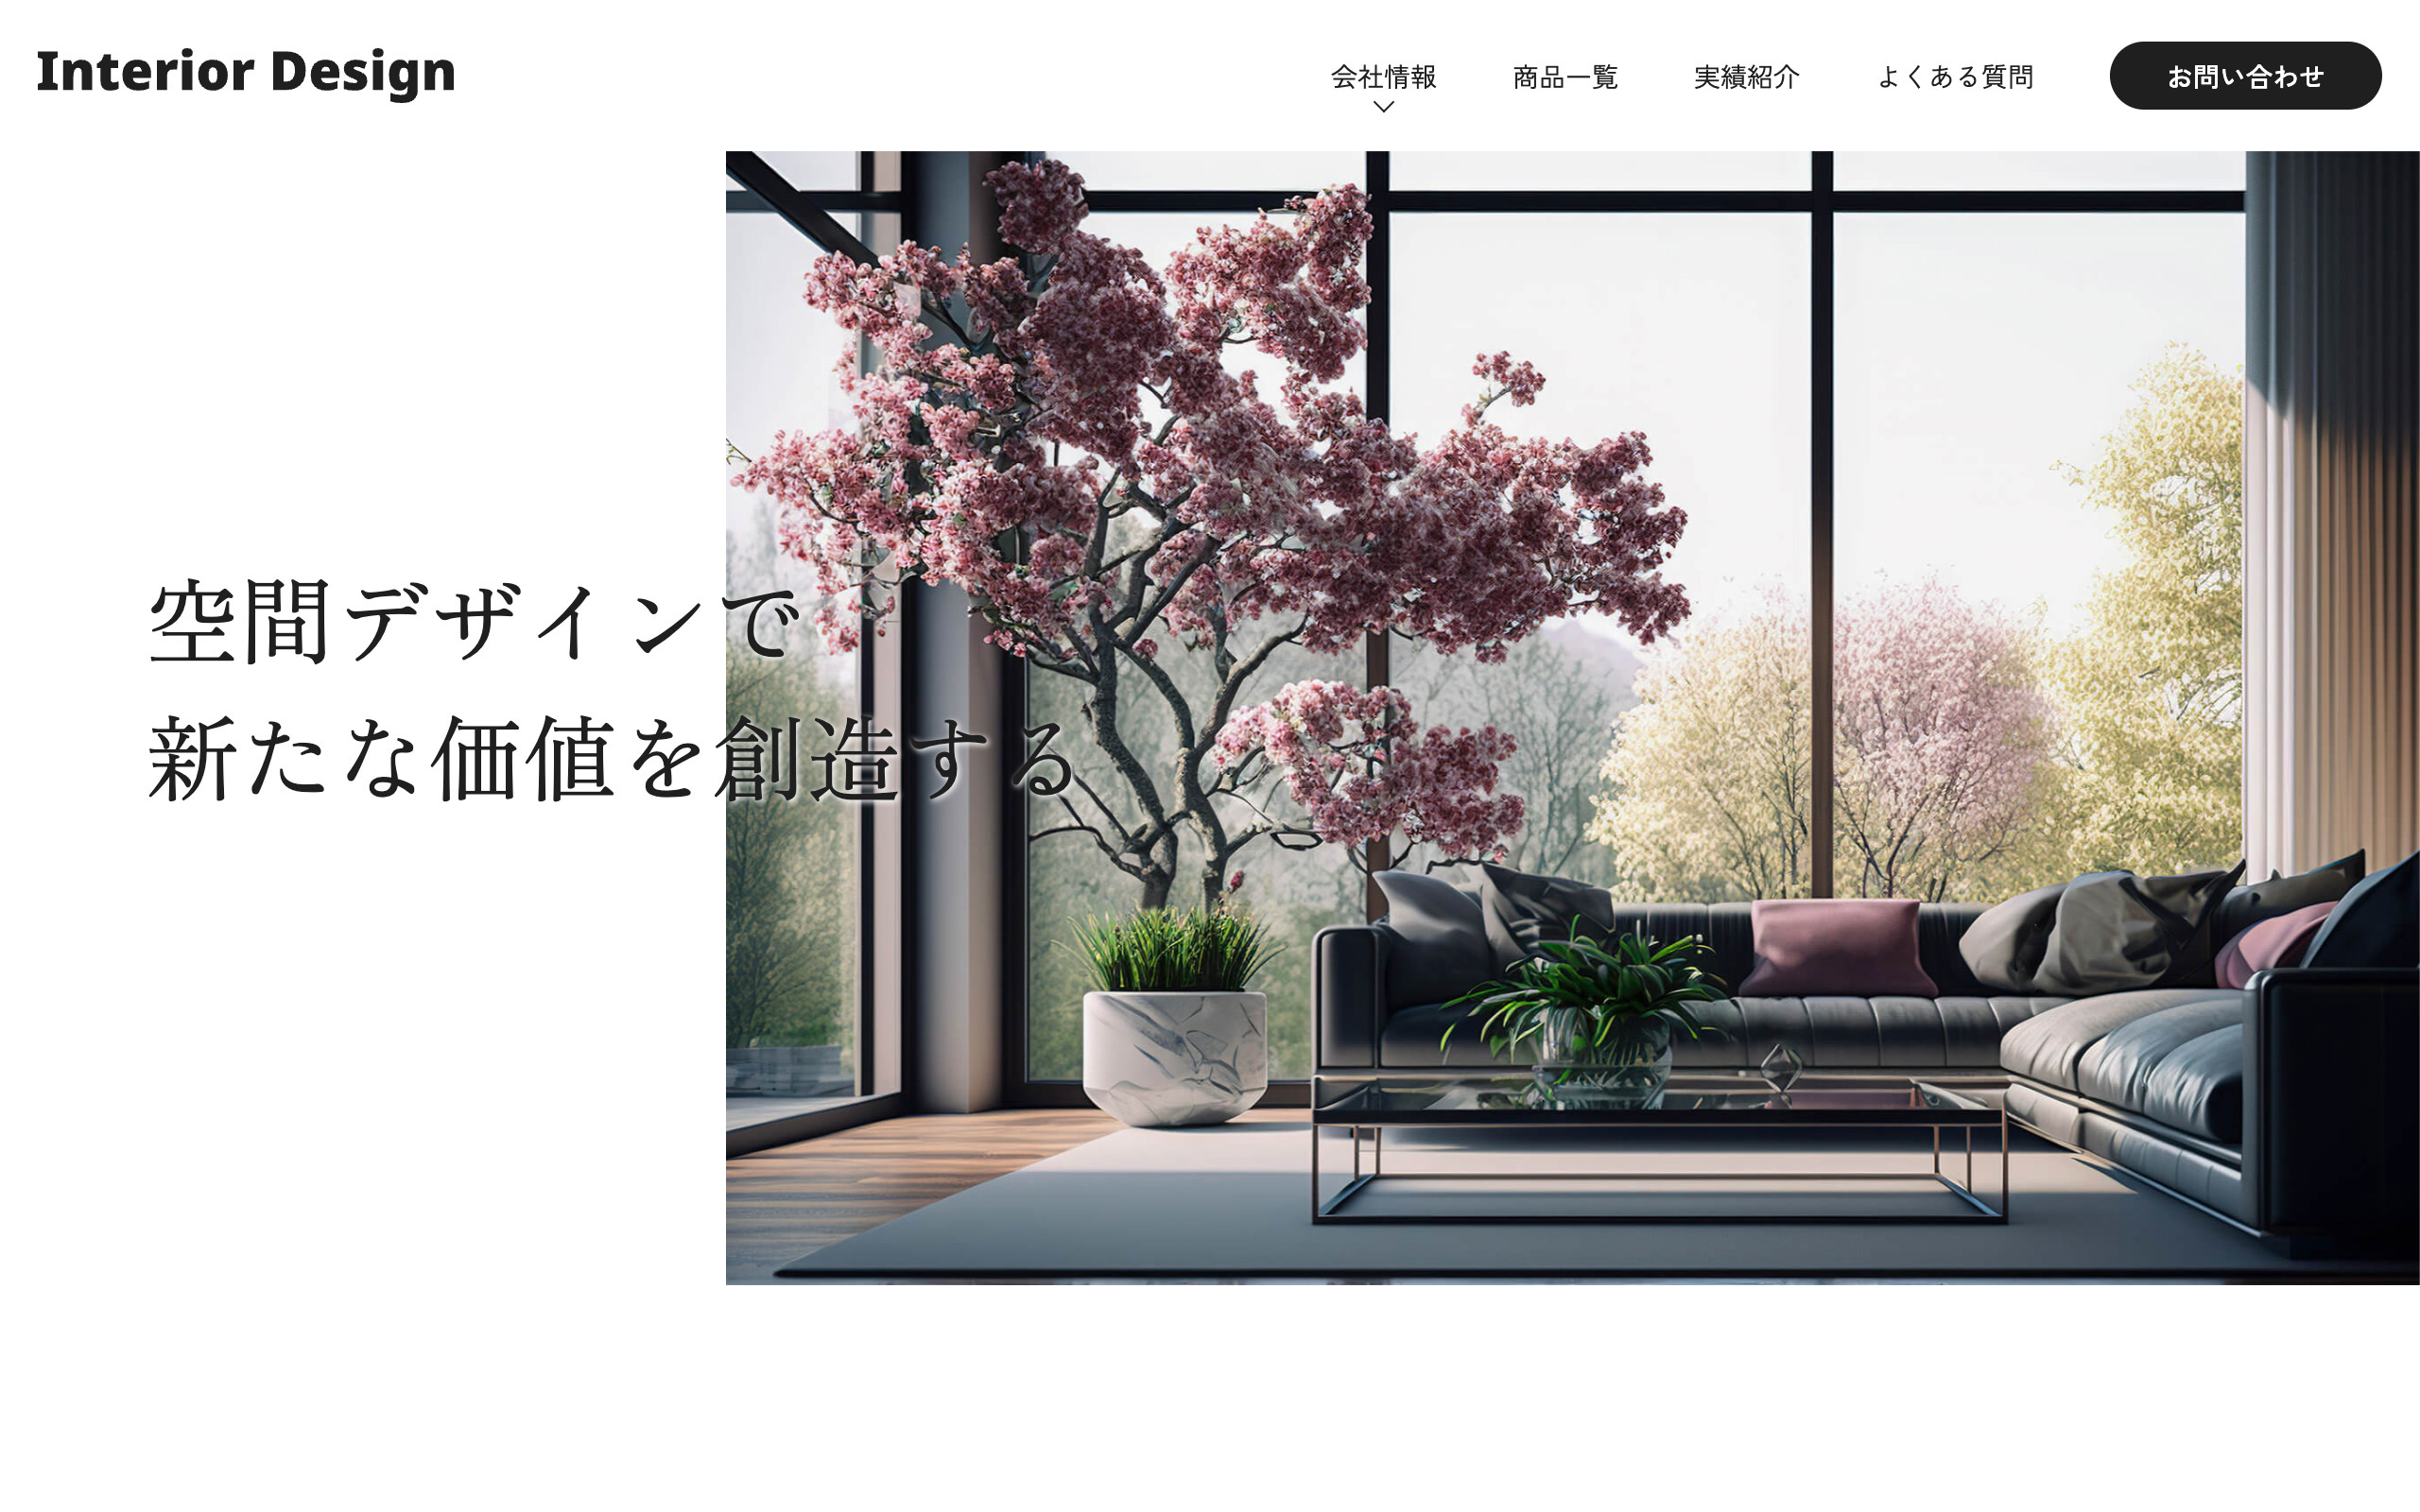 Interior Design
会社情報
商品一覧
実績紹介
よくある質問
お問い合わせ
空間デザインで
新たな価値を創造する